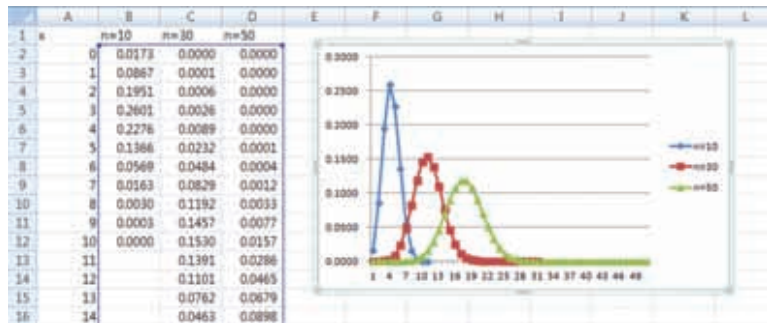 A B C D E F G H I J K L
1 x n=10 n=30 n=50
2 0 0.0173 0.0000 0.0000
3 1 0.0867 0.0001 0.0000
4 2 0.1951 0.0006 0.0000
5 3 0.2601 0.0026 0.0000
6 4 0.2276 0.0089 0.0000
7 5 0.1366 0.0232 0.0001
8 6 0.0569 0.0484 0.0004
9 7 0.0163 0.0829 0.0012
10 8 0.0030 0.1192 0.0033
11 9 0.0003 0.1457 0.0077
12 10 0.0000 0.1530 0.0157
13 11 0.1391 0.0286
14 12 0.1101 0.0465
15 13 0.0762 0.0679
16 14 0.0463 0.0898
0.3000
0.2500
0.2000
0.1500
0.1000
0.0500
0.0000
1 4 7 10 13 16 19 22 25 28 31 34 37 40 43 46 49
n=10
n=30
n=50